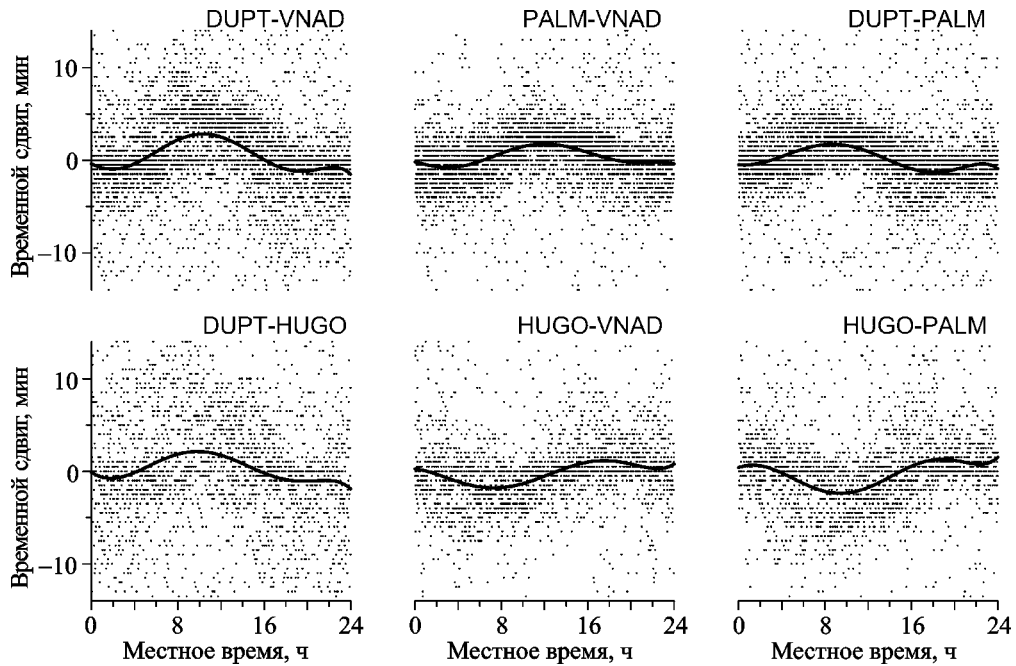 DUPT-VNAD PALM-VNAD DUPT-PALM
Временной сдвиг, мин
10
0
−10
DUPT-HUGO HUGO-VNAD HUGO-PALM
Временной сдвиг, мин
10
0
−10
0 8 16 24 0 8 16 24 0 8 16 24
Местное время, ч Местное время, ч Местное время, ч